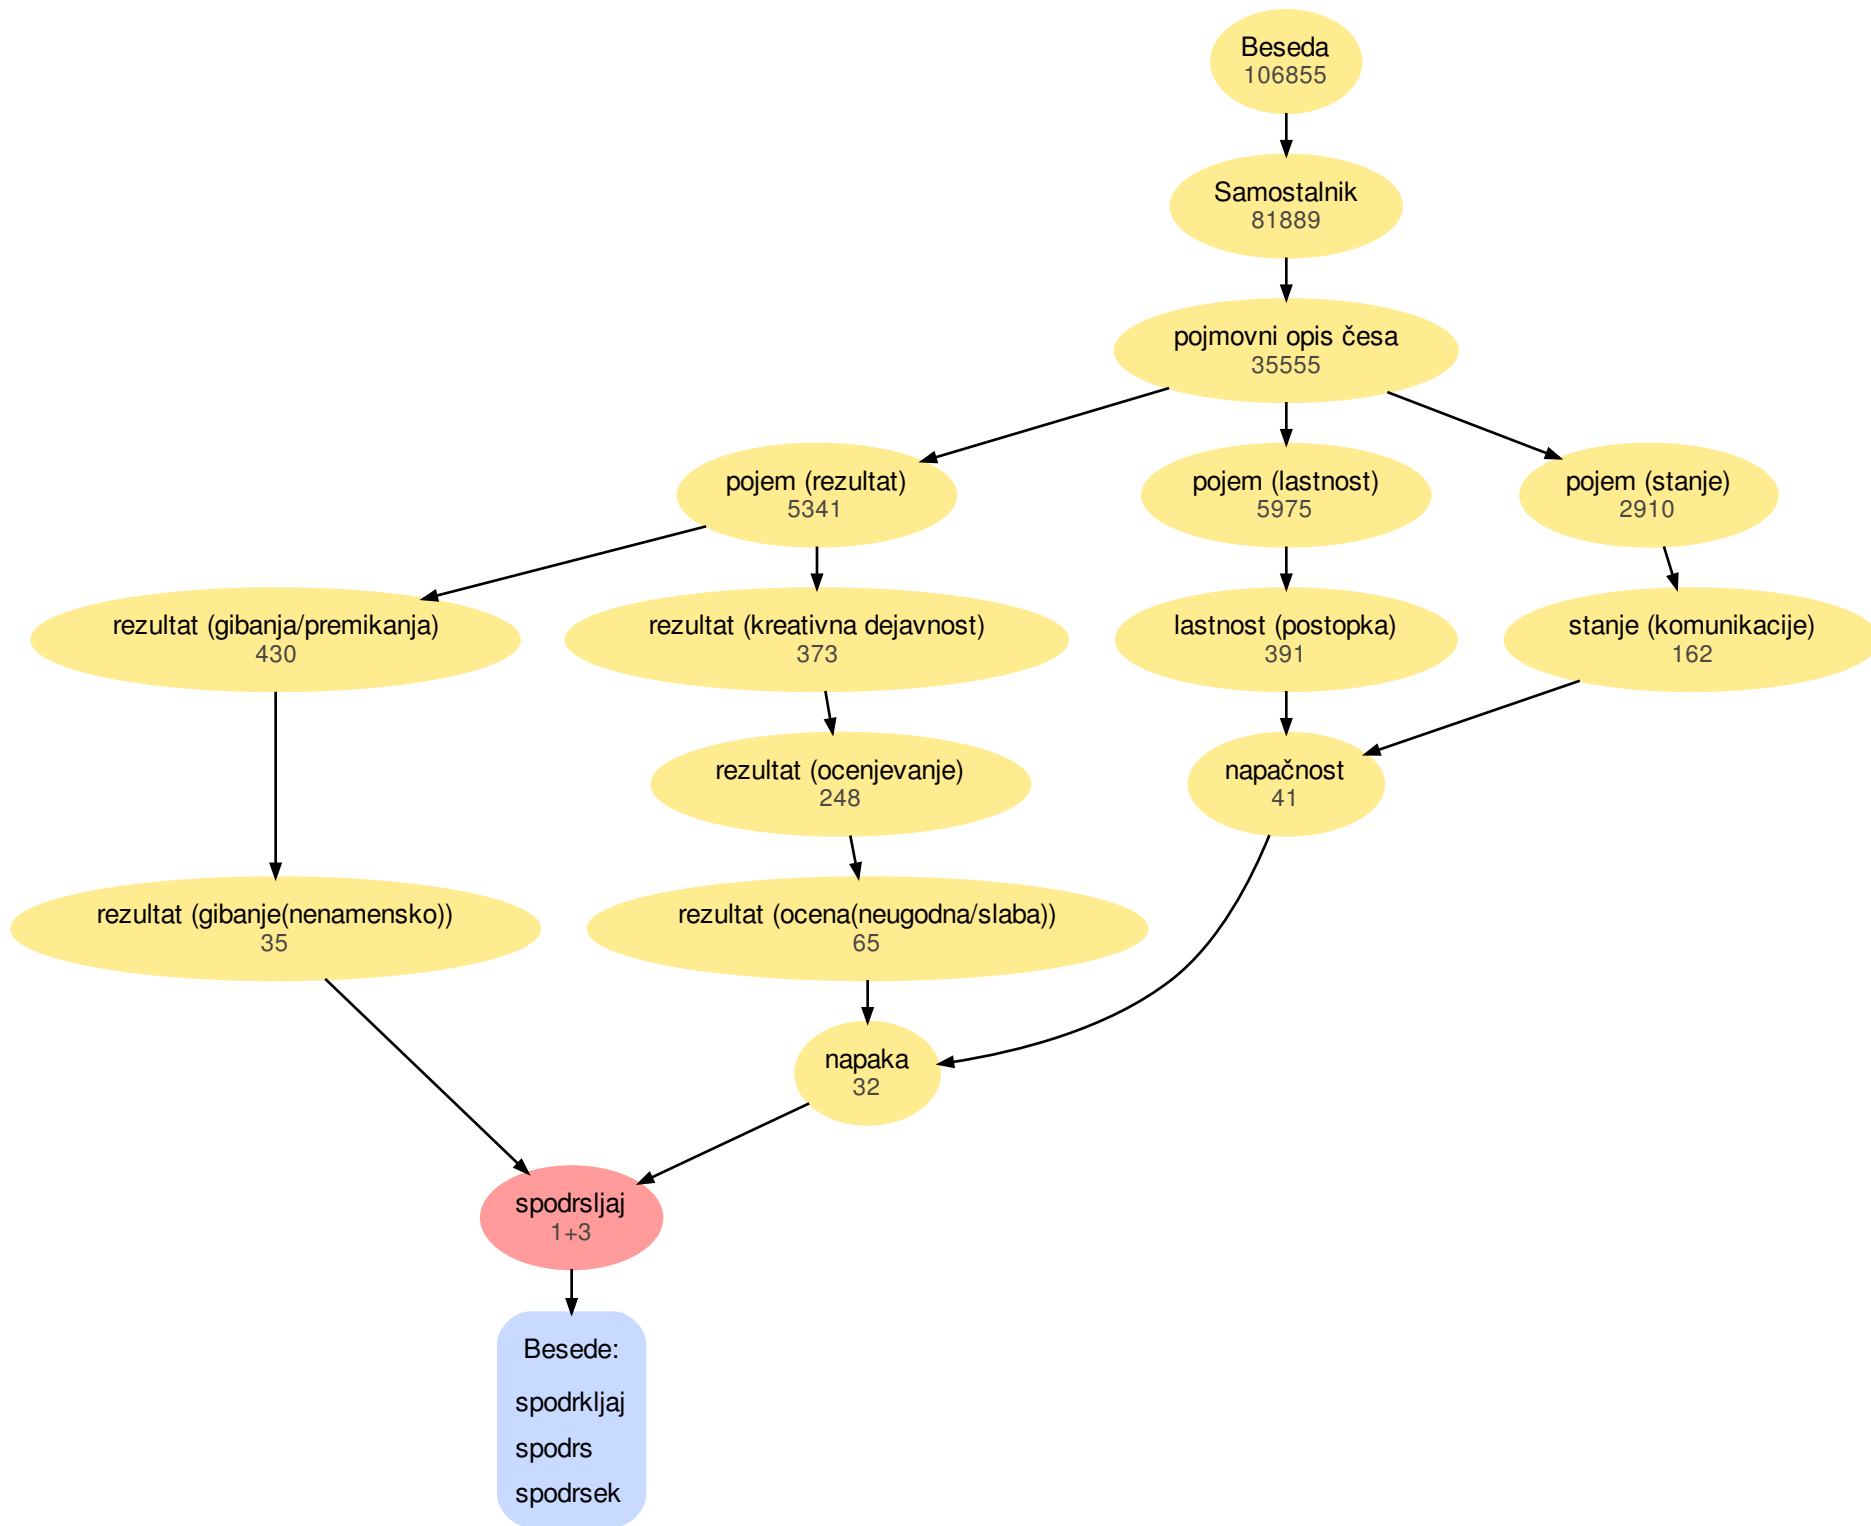 Beseda
106855
Samostalnik
81889
pojmovni opis česa
35555
pojem (rezultat)
5341
pojem (lastnost)
5975
pojem (stanje)
2910
rezultat (gibanja/premikanja)
430
rezultat (kreativna dejavnost)
373
lastnost (postopka)
391
stanje (komunikacije)
162
rezultat (ocenjevanje)
248
napačnost
41
rezultat (gibanje(nenamensko))
35
rezultat (ocena(neugodna/slaba))
65
napaka
32
spodrsljaj
1+3
Besede:
spodrkljaj
spodrs
spodrsek